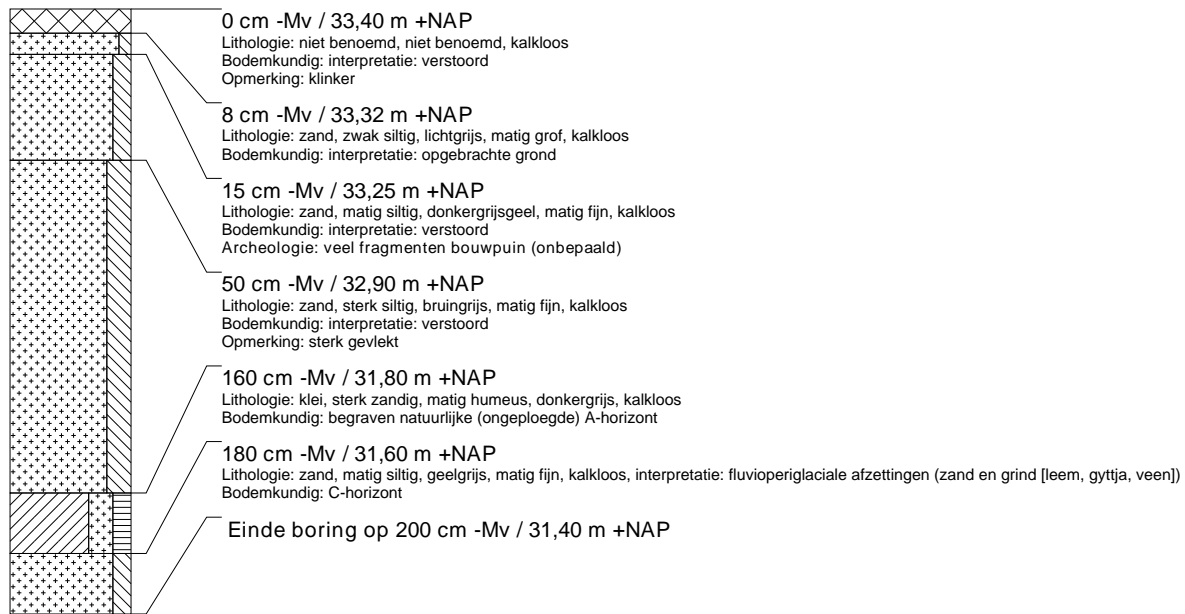 0 cm -Mv / 33,40 m +NAP
Lithologie: niet benoemd, niet benoemd, kalkloos
Bodemkundig: interpretatie: verstoord
Opmerking: klinker
8 cm -Mv / 33,32 m +NAP
Lithologie: zand, zwak siltig, lichtgrijs, matig grof, kalkloos
Bodemkundig: interpretatie: opgebrachte grond
15 cm -Mv / 33,25 m +NAP
Lithologie: zand, matig siltig, donkergrijsgeel, matig fijn, kalkloos
Bodemkundig: interpretatie: verstoord
Archeologie: veel fragmenten bouwpuin (onbepaald)
50 cm -Mv / 32,90 m +NAP
Lithologie: zand, sterk siltig, bruingrijs, matig fijn, kalkloos
Bodemkundig: interpretatie: verstoord
Opmerking: sterk gevlekt
160 cm -Mv / 31,80 m +NAP
Lithologie: klei, sterk zandig, matig humeus, donkergrijs, kalkloos
Bodemkundig: begraven natuurlijke (ongeploegde) A-horizont
180 cm -Mv / 31,60 m +NAP
Lithologie: zand, matig siltig, geelgrijs, matig fijn, kalkloos, interpretatie: fluvioperiglaciale afzettingen (zand en grind [leem, gyttja, veen])
Bodemkundig: C-horizont
Einde boring op 200 cm -Mv / 31,40 m +NAP